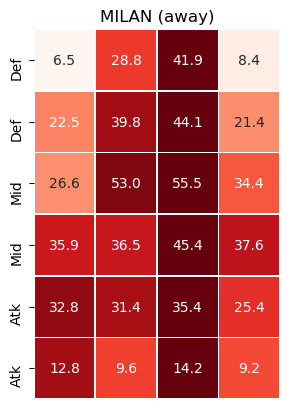 MILAN (away)
Def 6.5 28.8 41.9 8.4
Def 22.5 39.8 44.1 21.4
Mid 26.6 53.0 55.5 34.4
Mid 35.9 36.5 45.4 37.6
Atk 32.8 31.4 35.4 25.4
Atk 12.8 9.6 14.2 9.2